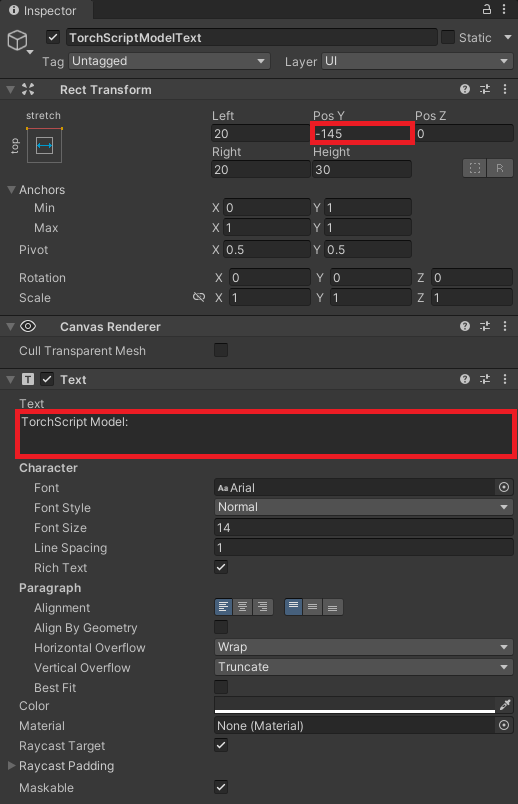 Inspector
TorchScriptModelText Static
Tag Untagged Layer UI
Rect Transform
stretch Left Pos Y Pos Z
top 20 -145 0
Right Height
20 30 R
Anchors
Min X 0 Y 1
Max X 1 Y 1
Pivot X 0.5 Y 0.5
Rotation X 0 Y 0 Z 0
Scale X 1 Y 1 Z 1
Canvas Renderer
Cull Transparent Mesh
T Text
Text
TorchScript Model:
Character
Font Aa Arial
Font Style Normal
Font Size 14
Line Spacing 1
Rich Text
Paragraph
Alignment
Align By Geometry
Horizontal Overflow Wrap
Vertical Overflow Truncate
Best Fit
Color
Material None (Material)
Raycast Target
Raycast Padding
Maskable